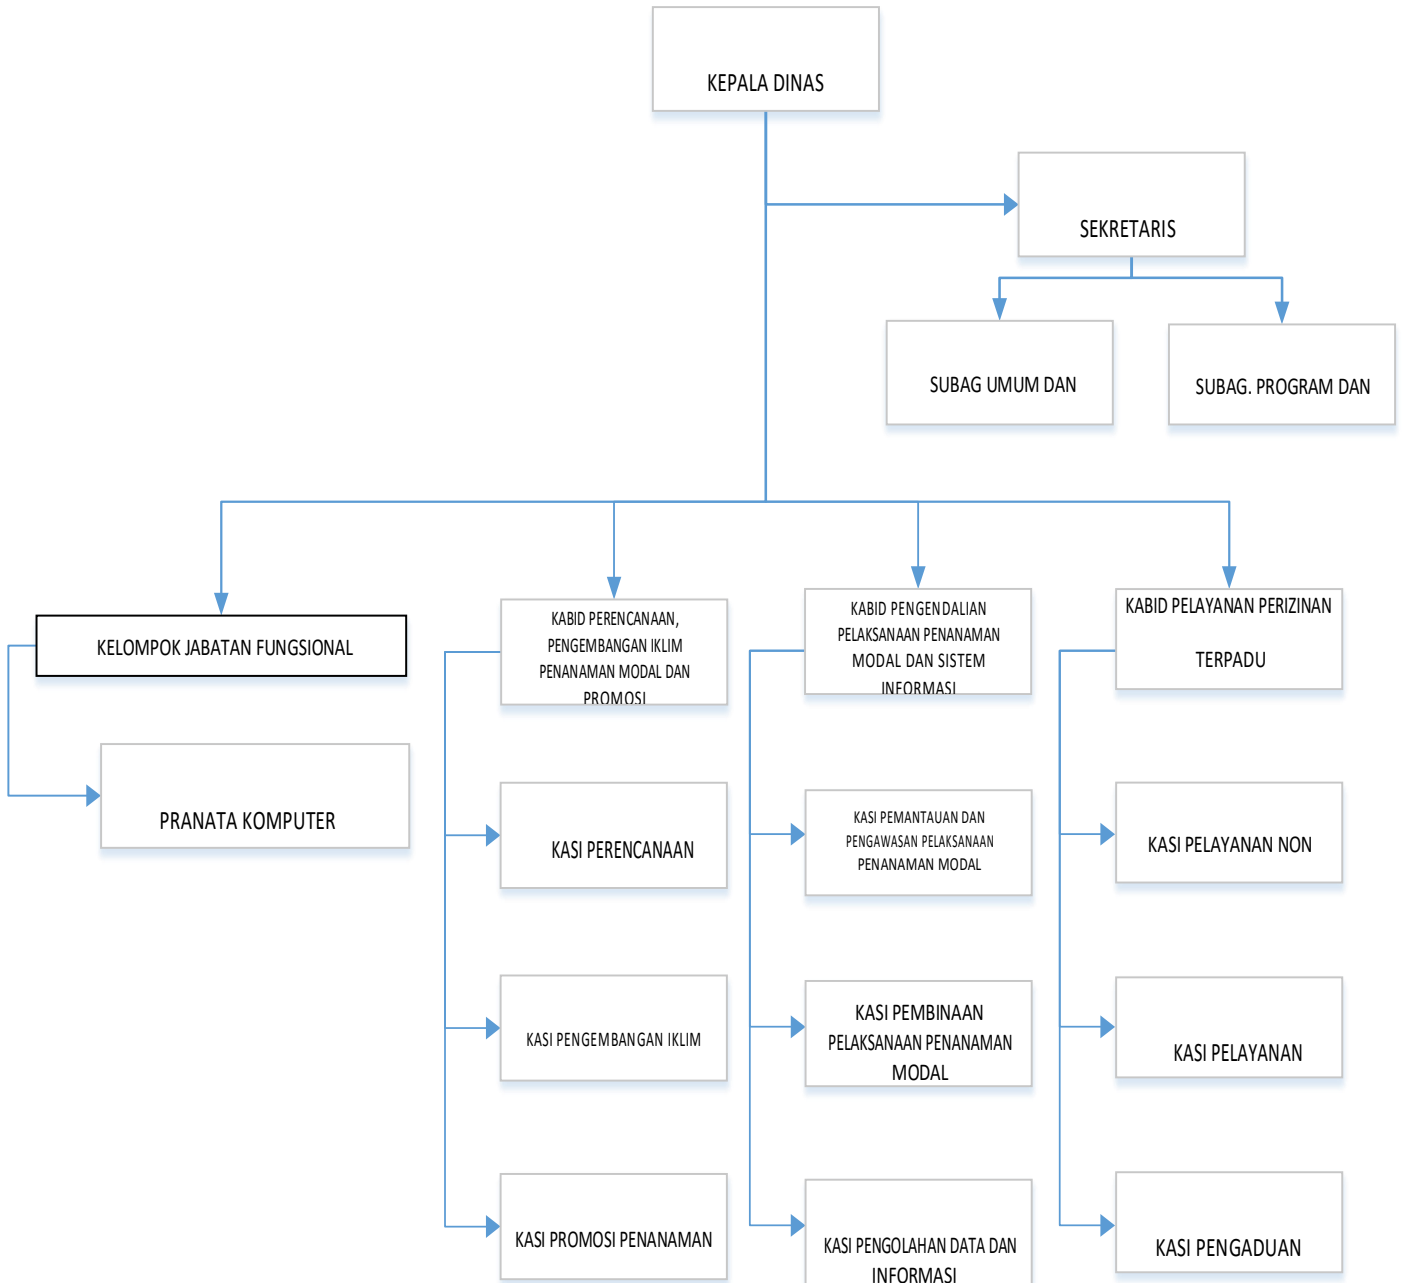 KEPALA DINAS
SEKRETARIS
SUBAG UMUM DAN
SUBAG. PROGRAM DAN
KELOMPOK JABATAN FUNGSIONAL
PRANATA KOMPUTER
KABID PERENCANAAN,
PENGEMBANGAN IKLIM
PENANAMAN MODAL DAN
PROMOSI
KASI PERENCANAAN
KASI PENGEMBANGAN IKLIM
KASI PROMOSI PENANAMAN
KABID PENGENDALIAN
PELAKSANAAN PENANAMAN
MODAL DAN SISTEM
INFORMASI
KASI PEMANTAUAN DAN
PENGAWASAN PELAKSANAAN
PENANAMAN MODAL
KASI PEMBINAAN
PELAKSANAAN PENANAMAN
MODAL
KASI PENGOLAHAN DATA DAN
INFORMASI
KABID PELAYANAN PERIZINAN
TERPADU
KASI PELAYANAN NON
KASI PELAYANAN
KASI PENGADUAN